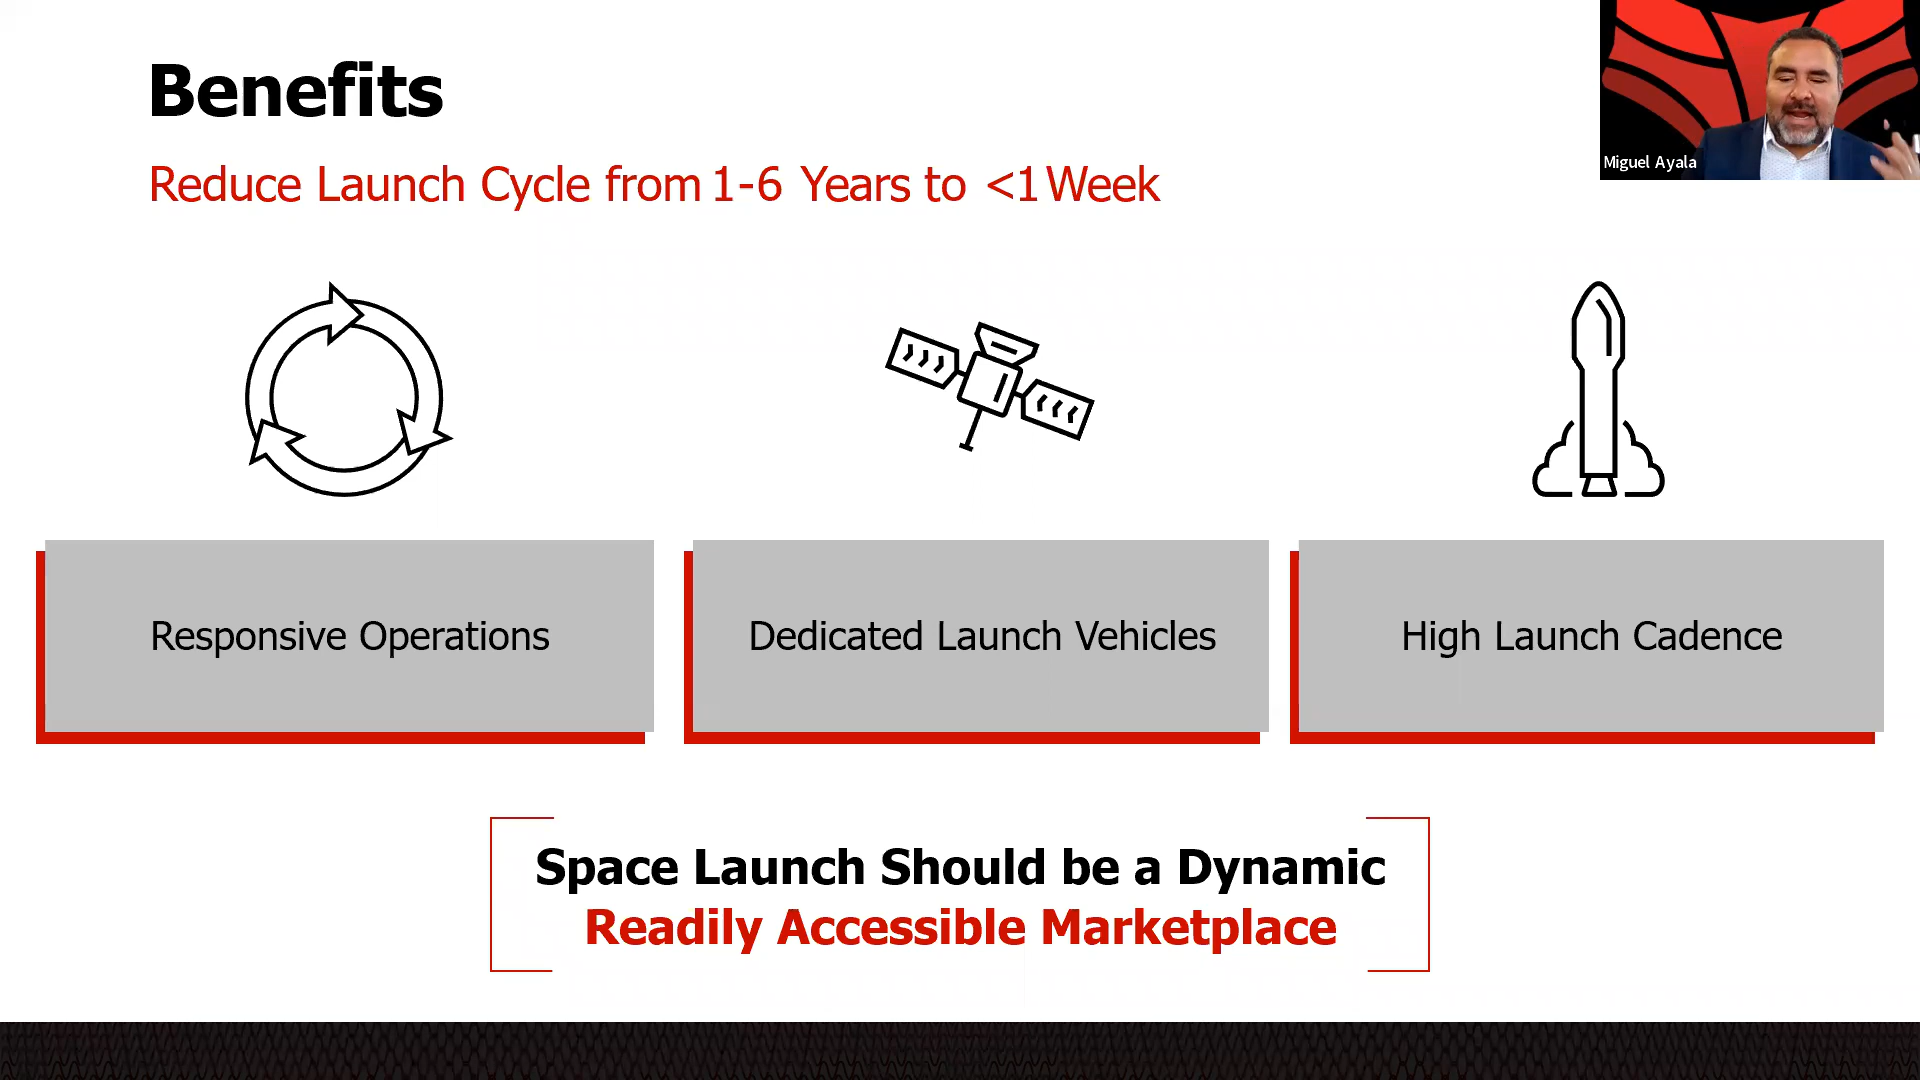 Benefits
Miguel Ayala
Reduce Launch Cycle from 1-6 Years to <1 Week
Responsive Operations
Dedicated Launch Vehicles
High Launch Cadence
Space Launch Should be a Dynamic
Readily Accessible Marketplace